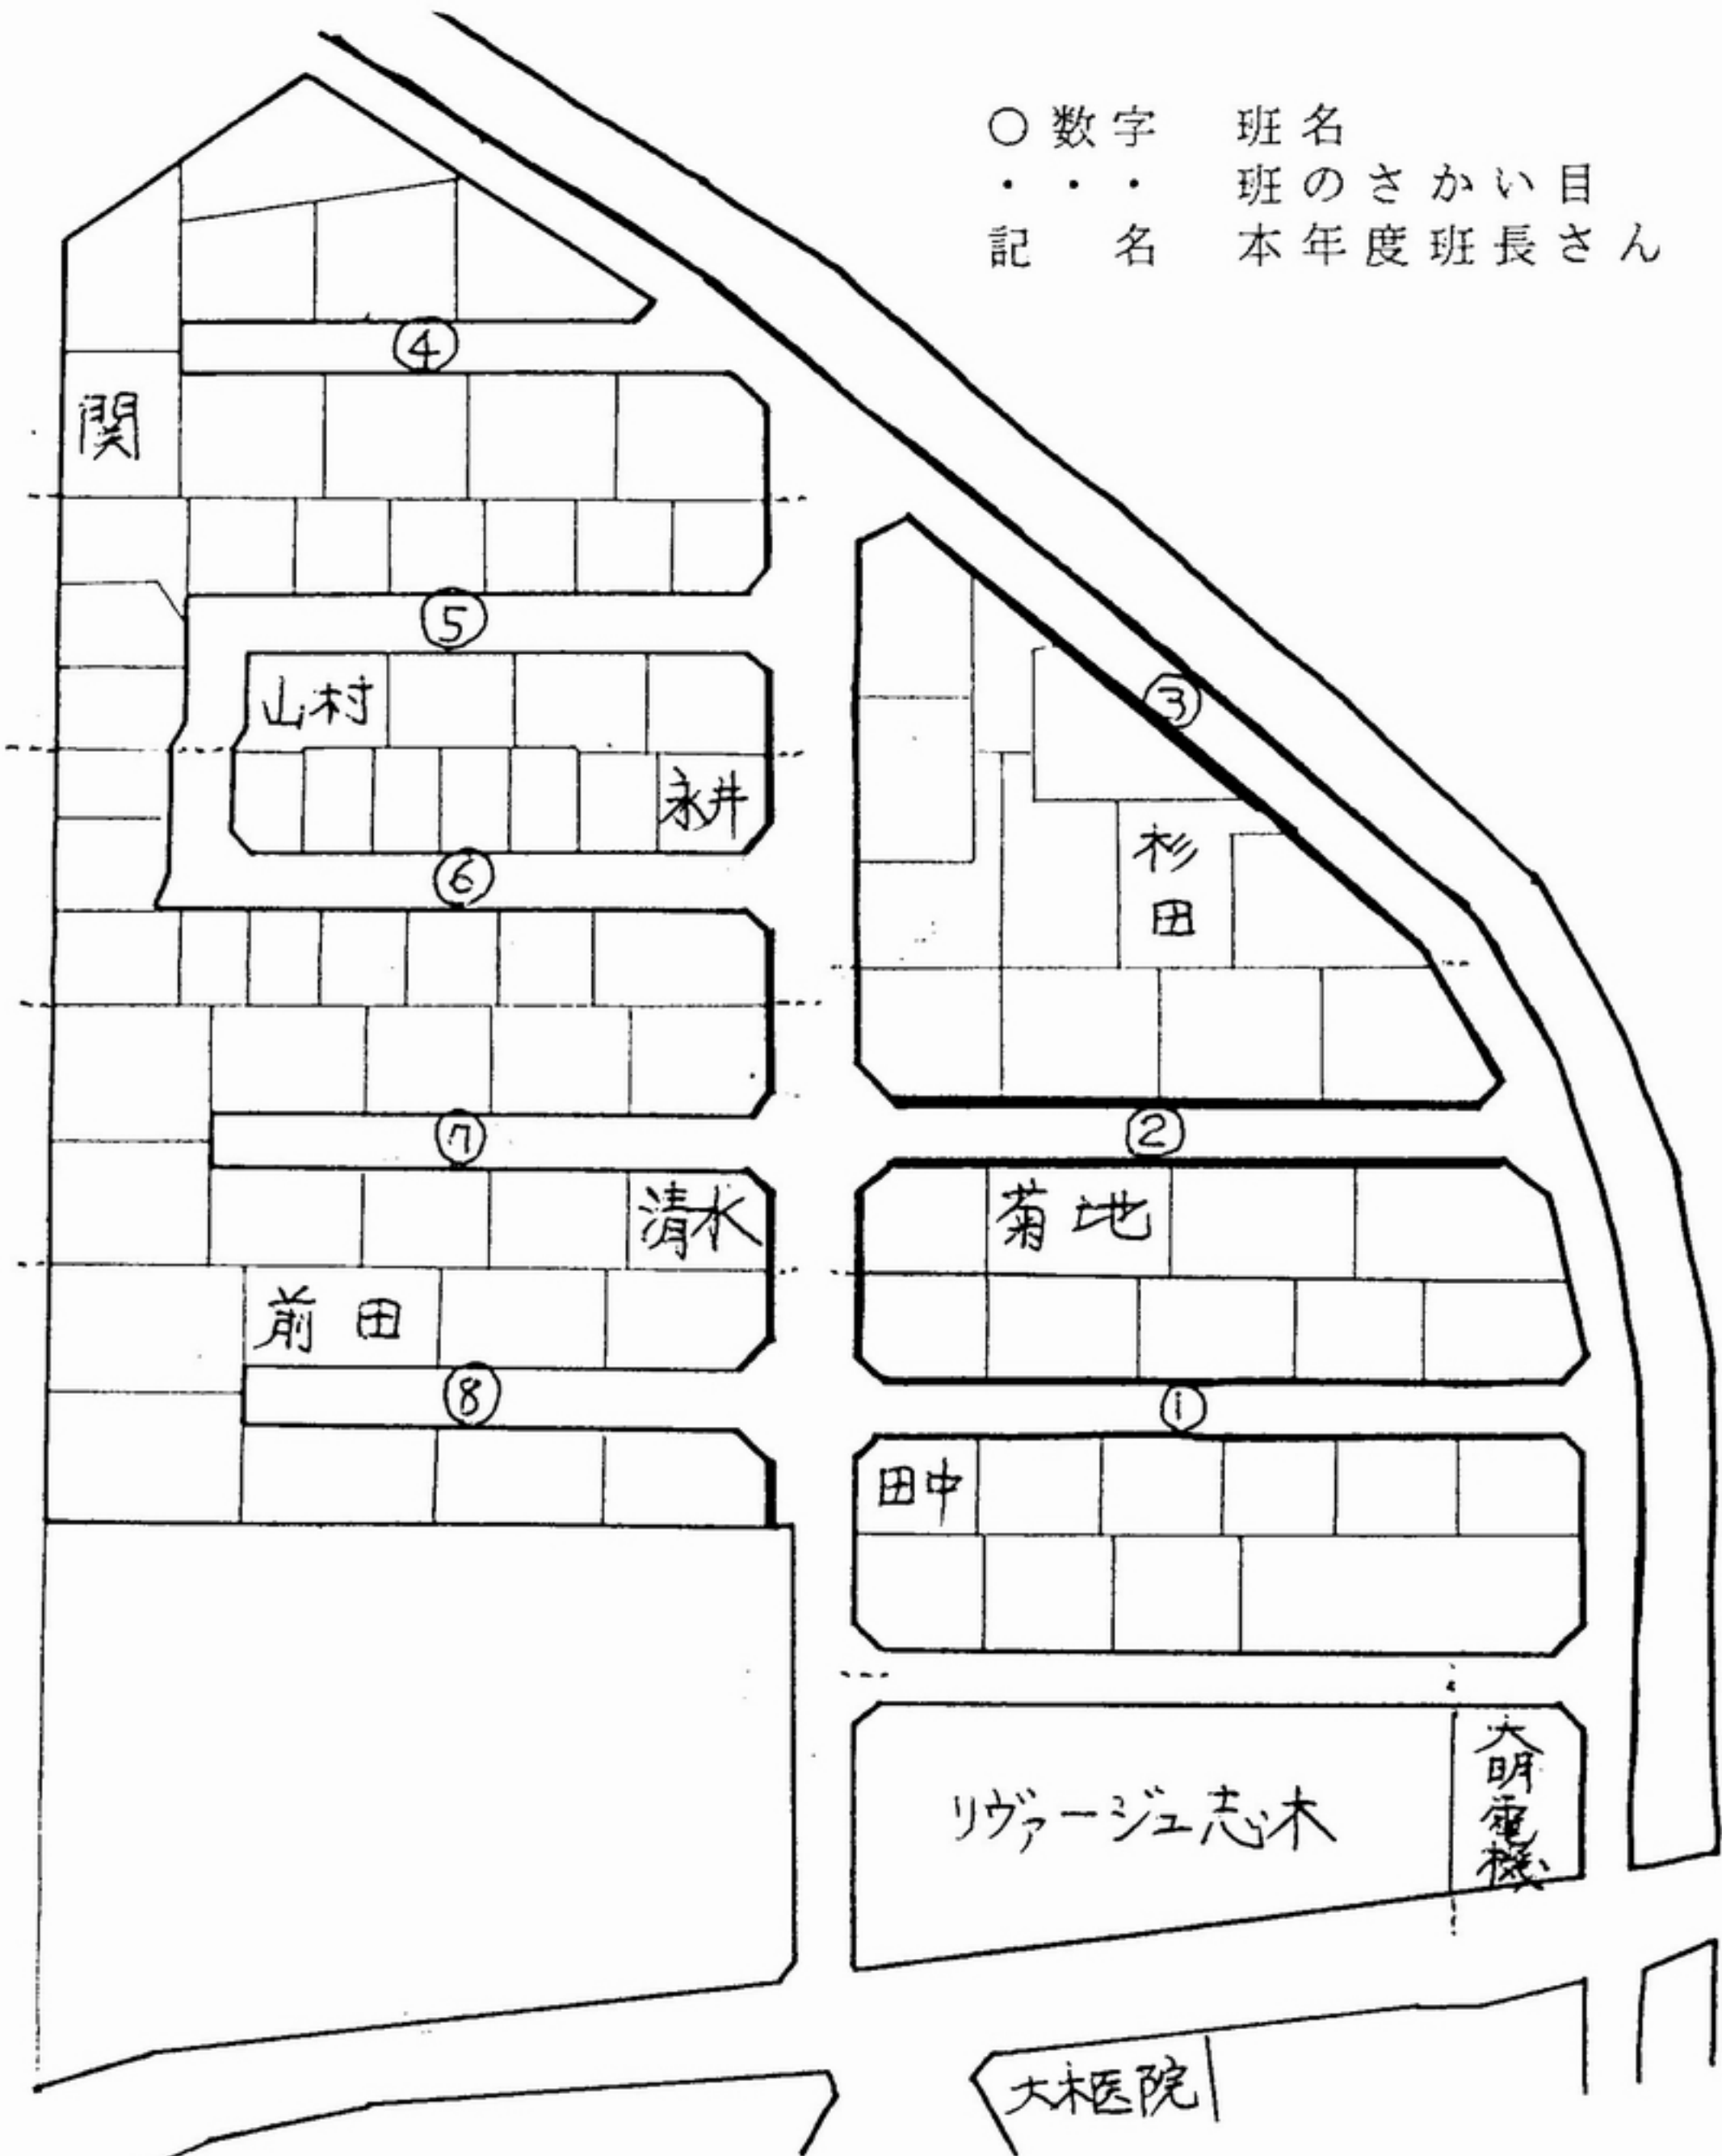 ○数字 班名
・・・ 班のさかい目
記 名 本年度班長さん
④
関
⑤
山村
③
永井
杉田
⑥
⑦
②
清水
菊地
前田
⑧
①
田中
リヴァージュ志木
大明電機
大木医院